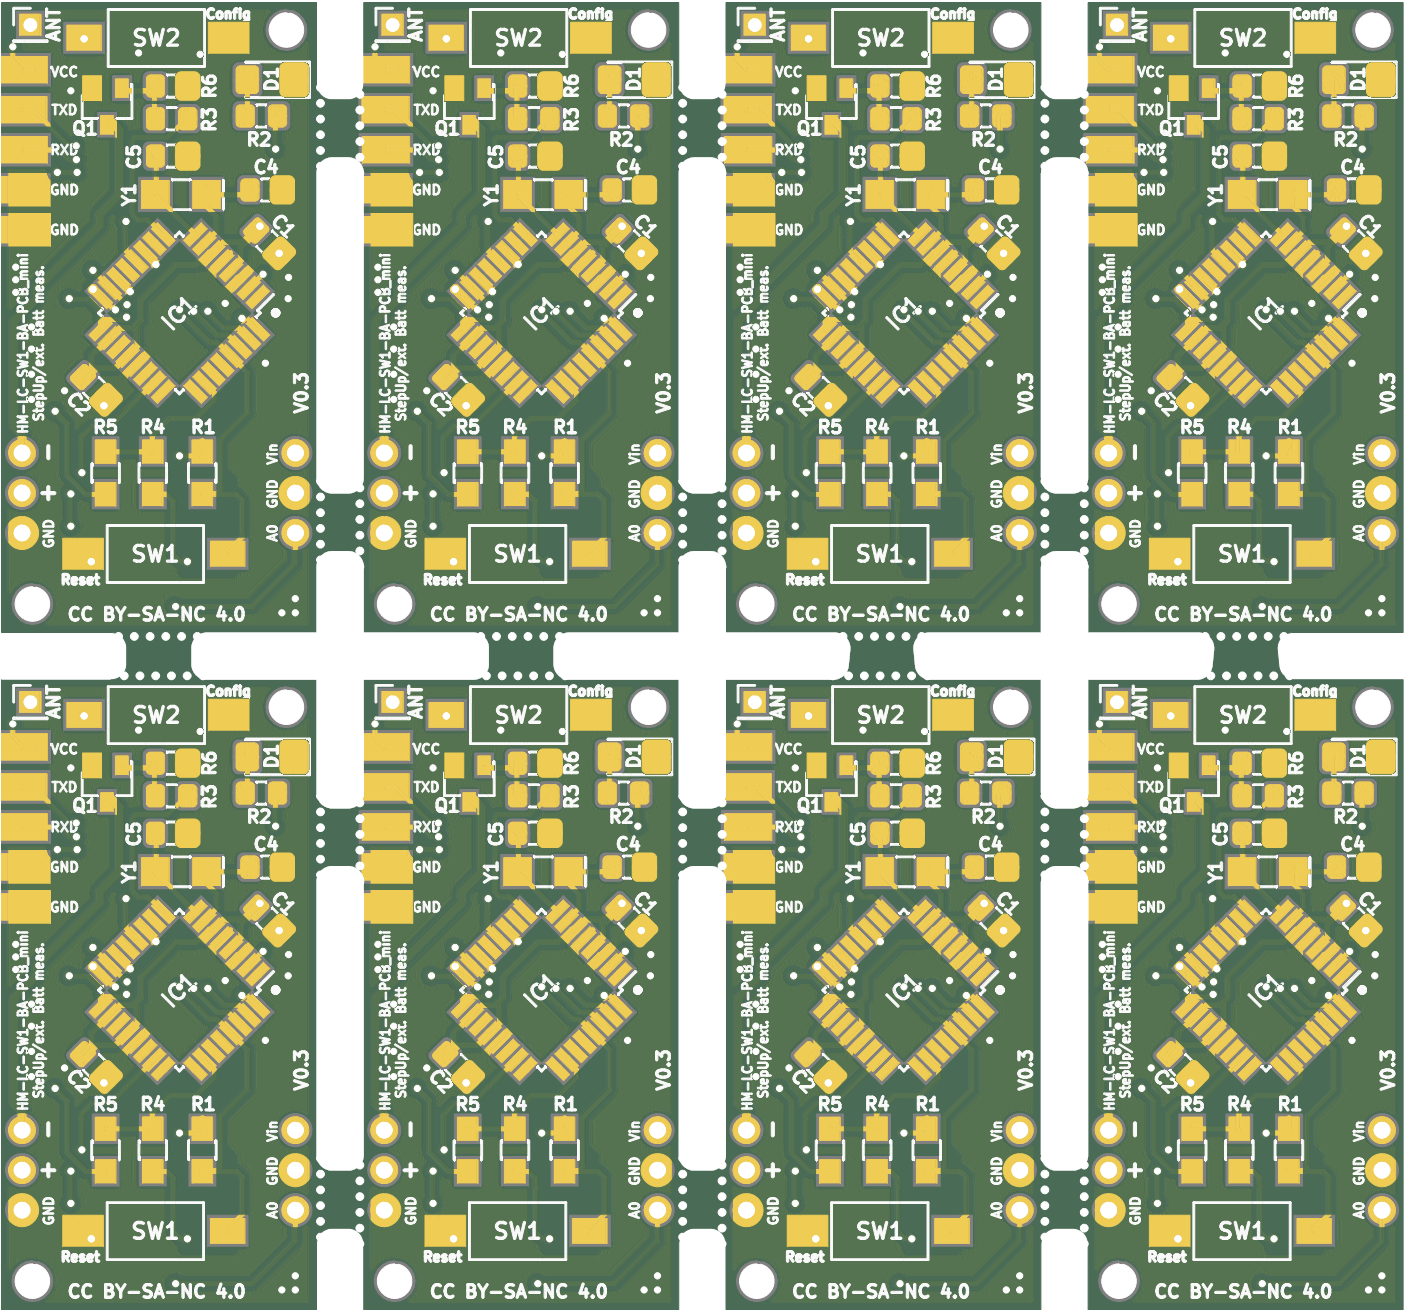 ANT SW2 Config
VCC R6 D1
TXD R3
Q1 R2
RXD C5 C4
GND Y1
GND C1
IC1
HM-LC-SW1-BA-PCB_mini
StepUp/ext. Batt meas.
C2 V0.3
R5 R4 R1
- Vin
+ GND
GND SW1 A0
Reset
CC BY-SA-NC 4.0
ANT SW2 Config
VCC R6 D1
TXD R3
Q1 R2
RXD C5 C4
GND Y1
GND C1
IC1
HM-LC-SW1-BA-PCB_mini
StepUp/ext. Batt meas.
C2 V0.3
R5 R4 R1
- Vin
+ GND
GND SW1 A0
Reset
CC BY-SA-NC 4.0
ANT SW2 Config
VCC R6 D1
TXD R3
Q1 R2
RXD C5 C4
GND Y1
GND C1
IC1
HM-LC-SW1-BA-PCB_mini
StepUp/ext. Batt meas.
C2 V0.3
R5 R4 R1
- Vin
+ GND
GND SW1 A0
Reset
CC BY-SA-NC 4.0
ANT SW2 Config
VCC R6 D1
TXD R3
Q1 R2
RXD C5 C4
GND Y1
GND C1
IC1
HM-LC-SW1-BA-PCB_mini
StepUp/ext. Batt meas.
C2 V0.3
R5 R4 R1
- Vin
+ GND
GND SW1 A0
Reset
CC BY-SA-NC 4.0
ANT SW2 Config
VCC R6 D1
TXD R3
Q1 R2
RXD C5 C4
GND Y1
GND C1
IC1
HM-LC-SW1-BA-PCB_mini
StepUp/ext. Batt meas.
C2 V0.3
R5 R4 R1
- Vin
+ GND
GND SW1 A0
Reset
CC BY-SA-NC 4.0
ANT SW2 Config
VCC R6 D1
TXD R3
Q1 R2
RXD C5 C4
GND Y1
GND C1
IC1
HM-LC-SW1-BA-PCB_mini
StepUp/ext. Batt meas.
C2 V0.3
R5 R4 R1
- Vin
+ GND
GND SW1 A0
Reset
CC BY-SA-NC 4.0
ANT SW2 Config
VCC R6 D1
TXD R3
Q1 R2
RXD C5 C4
GND Y1
GND C1
IC1
HM-LC-SW1-BA-PCB_mini
StepUp/ext. Batt meas.
C2 V0.3
R5 R4 R1
- Vin
+ GND
GND SW1 A0
Reset
CC BY-SA-NC 4.0
ANT SW2 Config
VCC R6 D1
TXD R3
Q1 R2
RXD C5 C4
GND Y1
GND C1
IC1
HM-LC-SW1-BA-PCB_mini
StepUp/ext. Batt meas.
C2 V0.3
R5 R4 R1
- Vin
+ GND
GND SW1 A0
Reset
CC BY-SA-NC 4.0